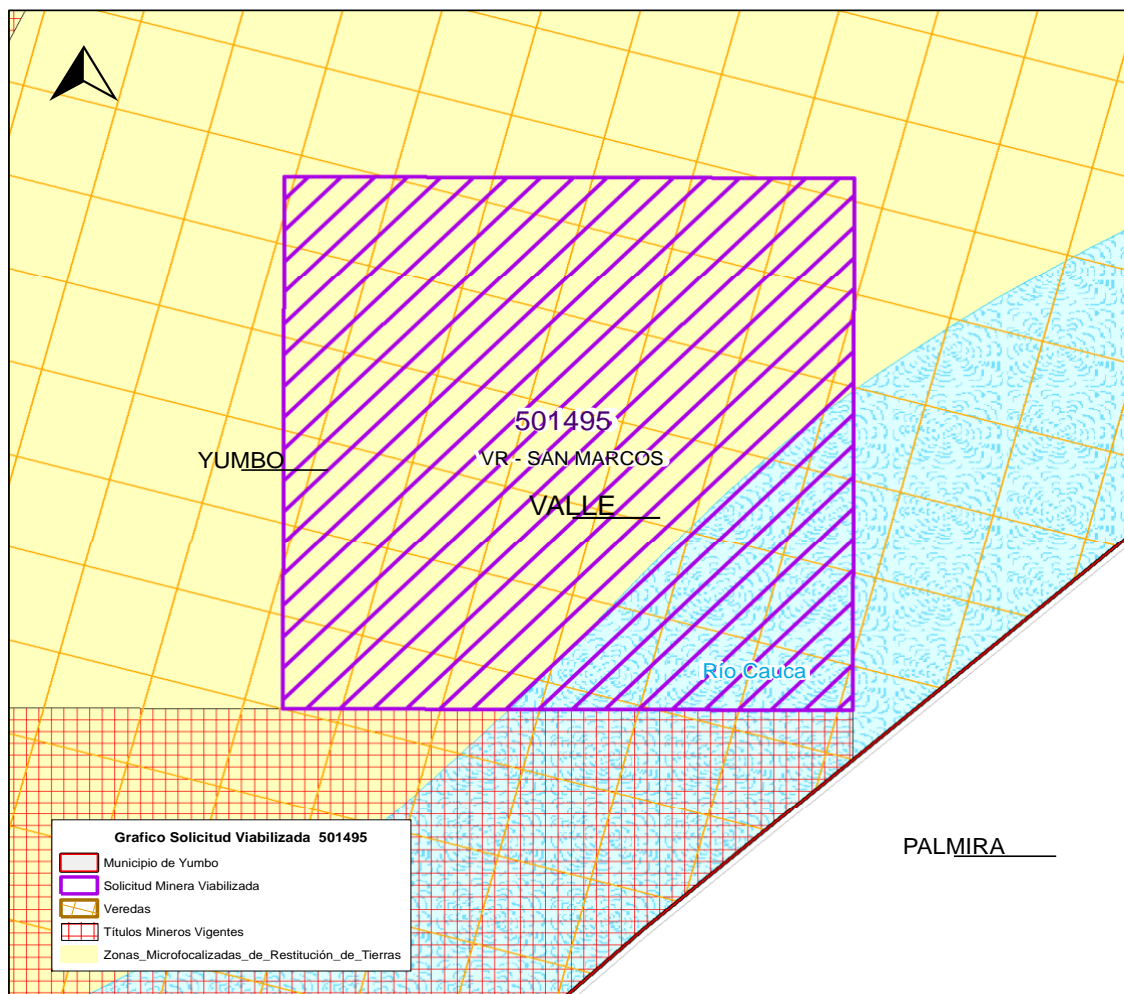 501495
YUMBO
VR - SAN MARCOS
VALLE
Río Cauca
PALMIRA
Grafico Solicitud Viabilizada 501495
Municipio de Yumbo
Solicitud Minera Viabilizada
Veredas
Títulos Mineros Vigentes
Zonas_Microfocalizadas_de_Restitución_de_Tierras